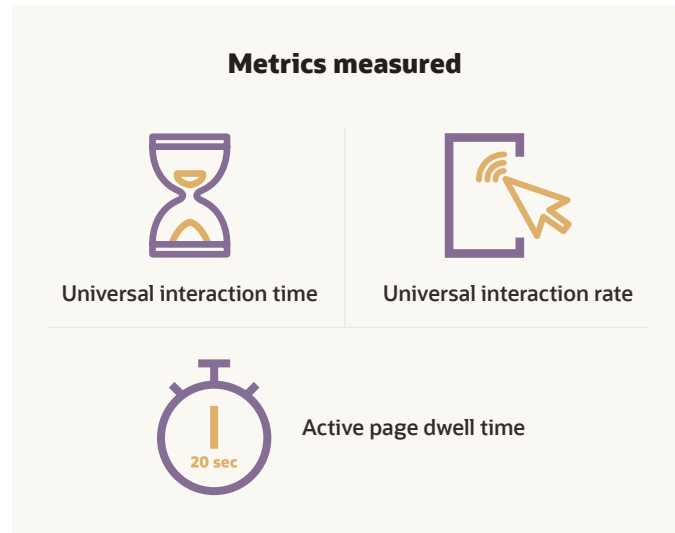 Metrics measured
Universal interaction time
Universal interaction rate
20 sec
Active page dwell time